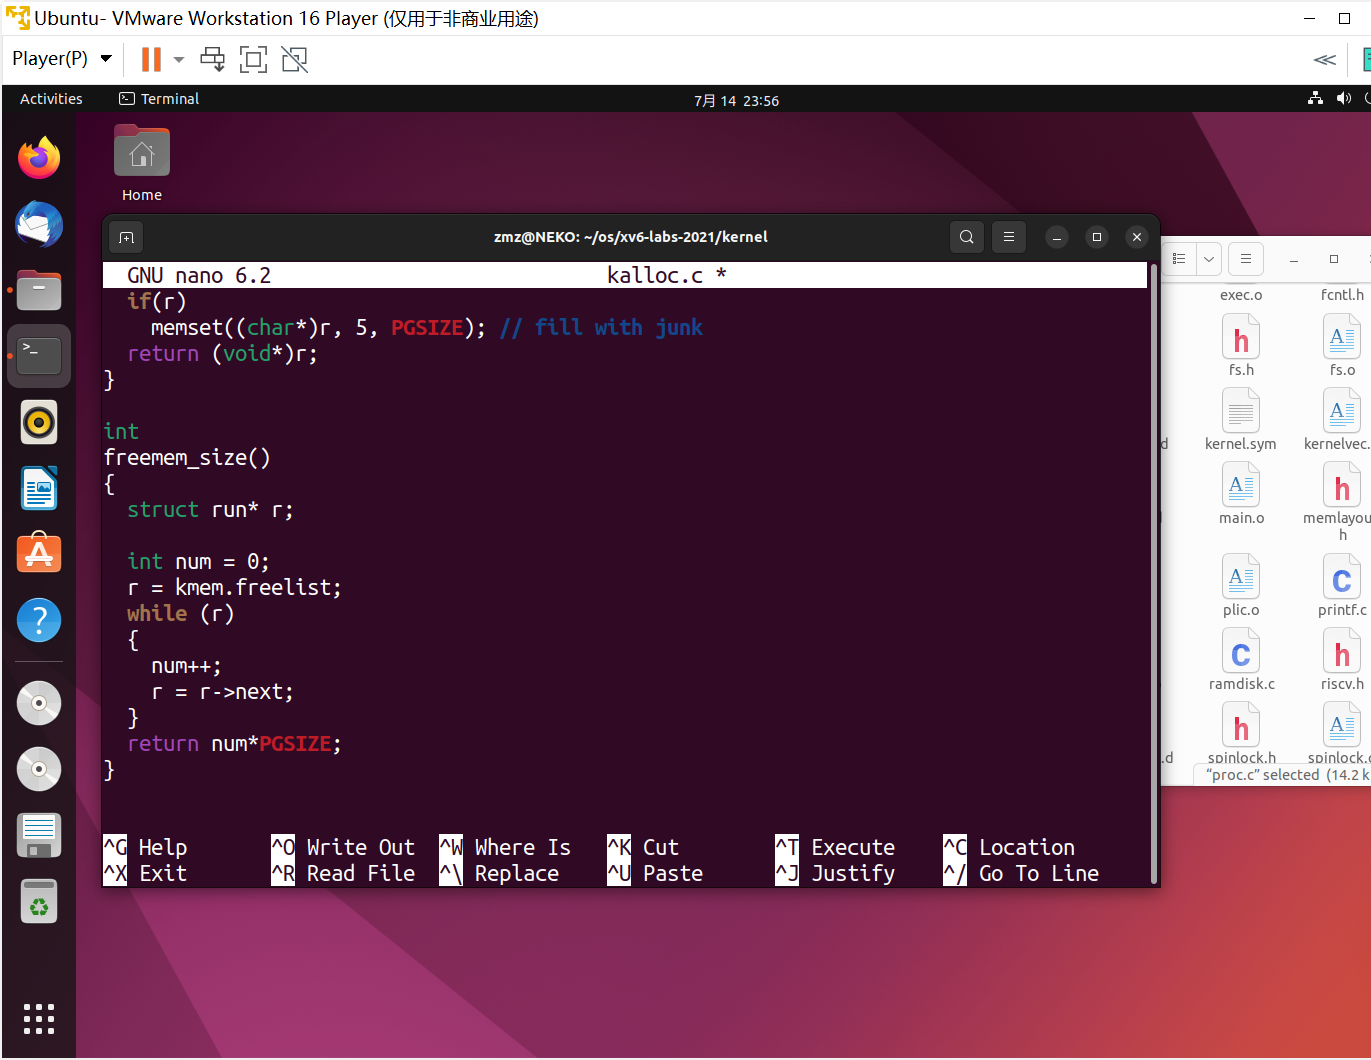 Ubuntu- VMware Workstation 16 Player (仅用于非商业用途)
Player(P)
Activities
Terminal
7月 14 23:56
Home
zmz@NEKO: ~/os/xv6-labs-2021/kernel
GNU nano 6.2 kalloc.c *
if(r)
memset((char*)r, 5, PGSIZE); // fill with junk
return (void*)r;
}
int
freemem_size()
{
struct run* r;
int num = 0;
r = kmem.freelist;
while (r)
{
num++;
r = r->next;
}
return num*PGSIZE;
}
^G Help ^O Write Out ^W Where Is ^K Cut ^T Execute ^C Location
^X Exit ^R Read File ^\ Replace ^U Paste ^J Justify ^/ Go To Line
exec.o fcntl.h
fs.h fs.o
d kernel.sym kernelvec.
main.o memlayou
h
plic.o printf.c
ramdisk.c riscv.h
.d spinlock.h spinlock.
“proc.c” selected (14.2 k